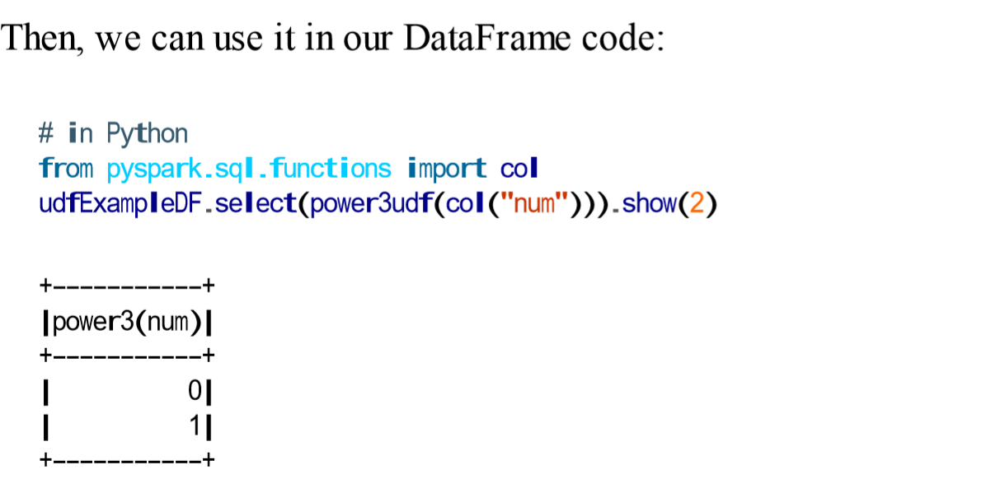 Then, we can use it in our DataFrame code:
# in Python
from pyspark.sql.functions import col
udfExampleDF.select(power3udf(col("num"))).show(2)
+-----------+
|power3(num)|
+-----------+
|          0|
|          1|
+-----------+